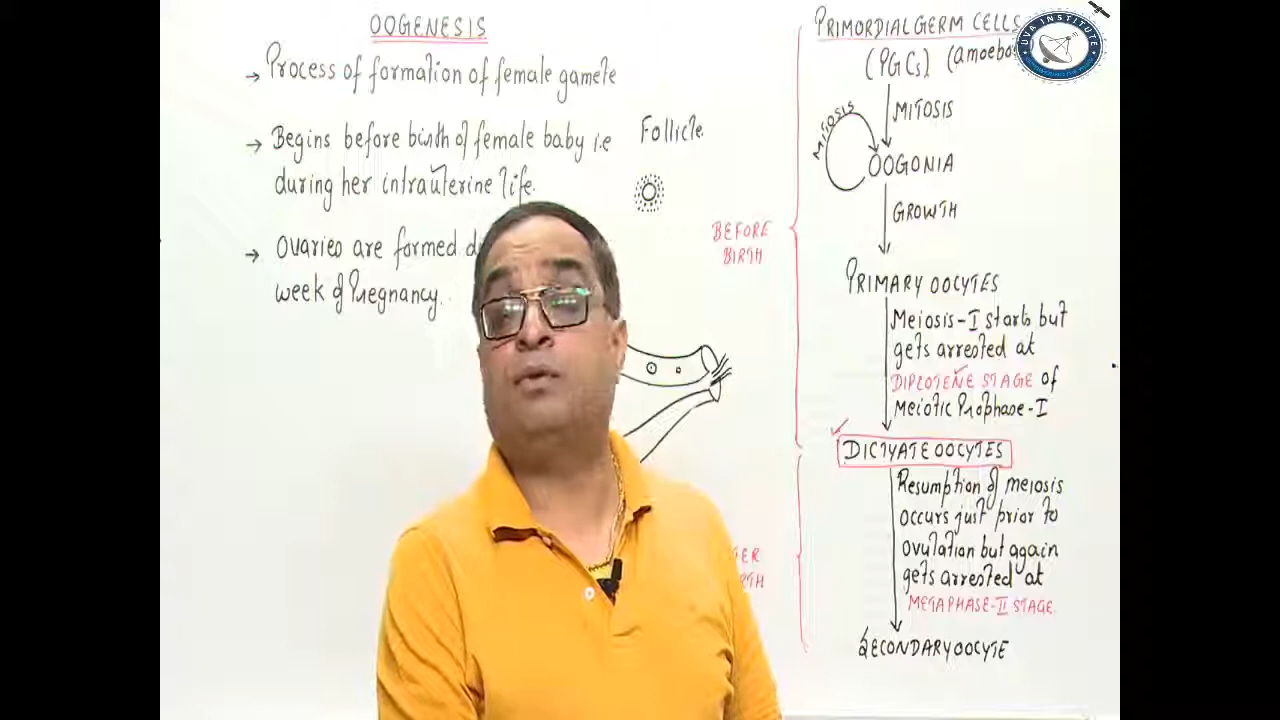 OOGENESIS
→ Process of formation of female gamete
→ Begins before birth of female baby i.e
during her intrauterine life.
→ Ovaries are formed
week of Pregnancy.
Follicle
BEFORE
BIRTH
PRIMORDIAL GERM CELLS
(PGCs)
MITOSIS
MITOSIS
OOGONIA
GROWTH
PRIMARY OOCYTES
Meiosis-I starts but
gets arrested at
DIPLOTENE STAGE of
Meiotic Prophase-I
DICTYATE OOCYTES
Resumption of meiosis
occurs just prior to
ovulation but again
gets arrested at
METAPHASE-II STAGE.
SECONDARY OOCYTE
UVA INSTITUTE